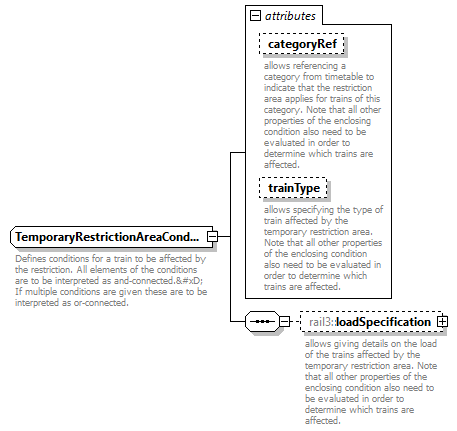 attributes
categoryRef
allows referencing a
category from timetable to
indicate that the restriction
area applies for trains of this
category. Note that all other
properties of the enclosing
condition also need to be
evaluated in order to
determine which trains are
affected.
trainType
allows specifying the type of
train affected by the
temporary restriction area.
Note that all other properties
of the enclosing condition
also need to be evaluated in
order to determine which
trains are affected.
TemporaryRestrictionAreaCond...
Defines conditions for a train to be affected by
the restriction. All elements of the conditions
are to be interpreted as and-connected.&#xD;
If multiple conditions are given these are to be
interpreted as or-connected.
rail3::loadSpecification
allows giving details on the load
of the trains affected by the
temporary restriction area. Note
that all other properties of the
enclosing condition also need to
be evaluated in order to
determine which trains are
affected.